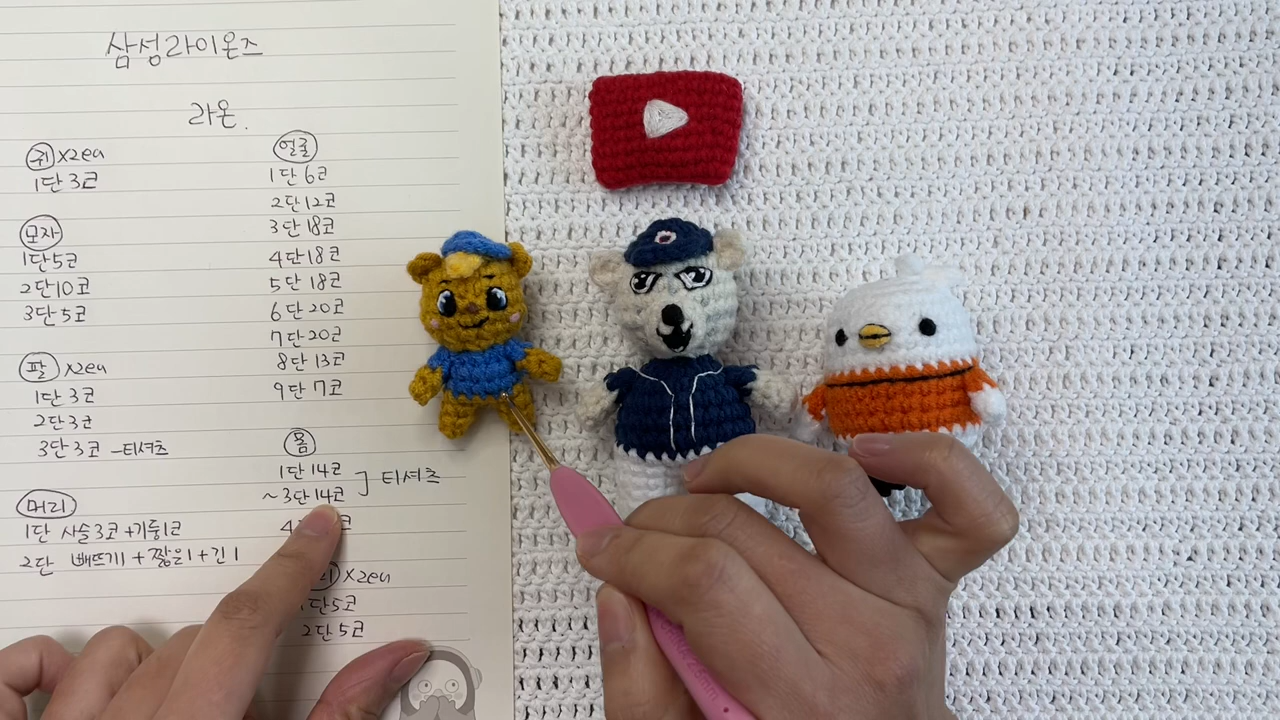 삼성라이온즈
라온.
귀 x2ea
1단 3코
모자
1단 5코
2단 10코
3단 5코
팔 x2ea
1단 3코
2단 3코
3단 3코 -티셔츠
머리
1단 사슬3코+기둥1코
2단 빼뜨기1 + 짧은1 + 긴1
얼굴
1단 6코
2단 12코
3단 18코
4단 18코
5단 18코
6단 20코
7단 20코
8단 13코
9단 7코
몸
1단 14코
~3단 14코 ] 티셔츠
4 코
x2ea
1단 5코
2단 5코